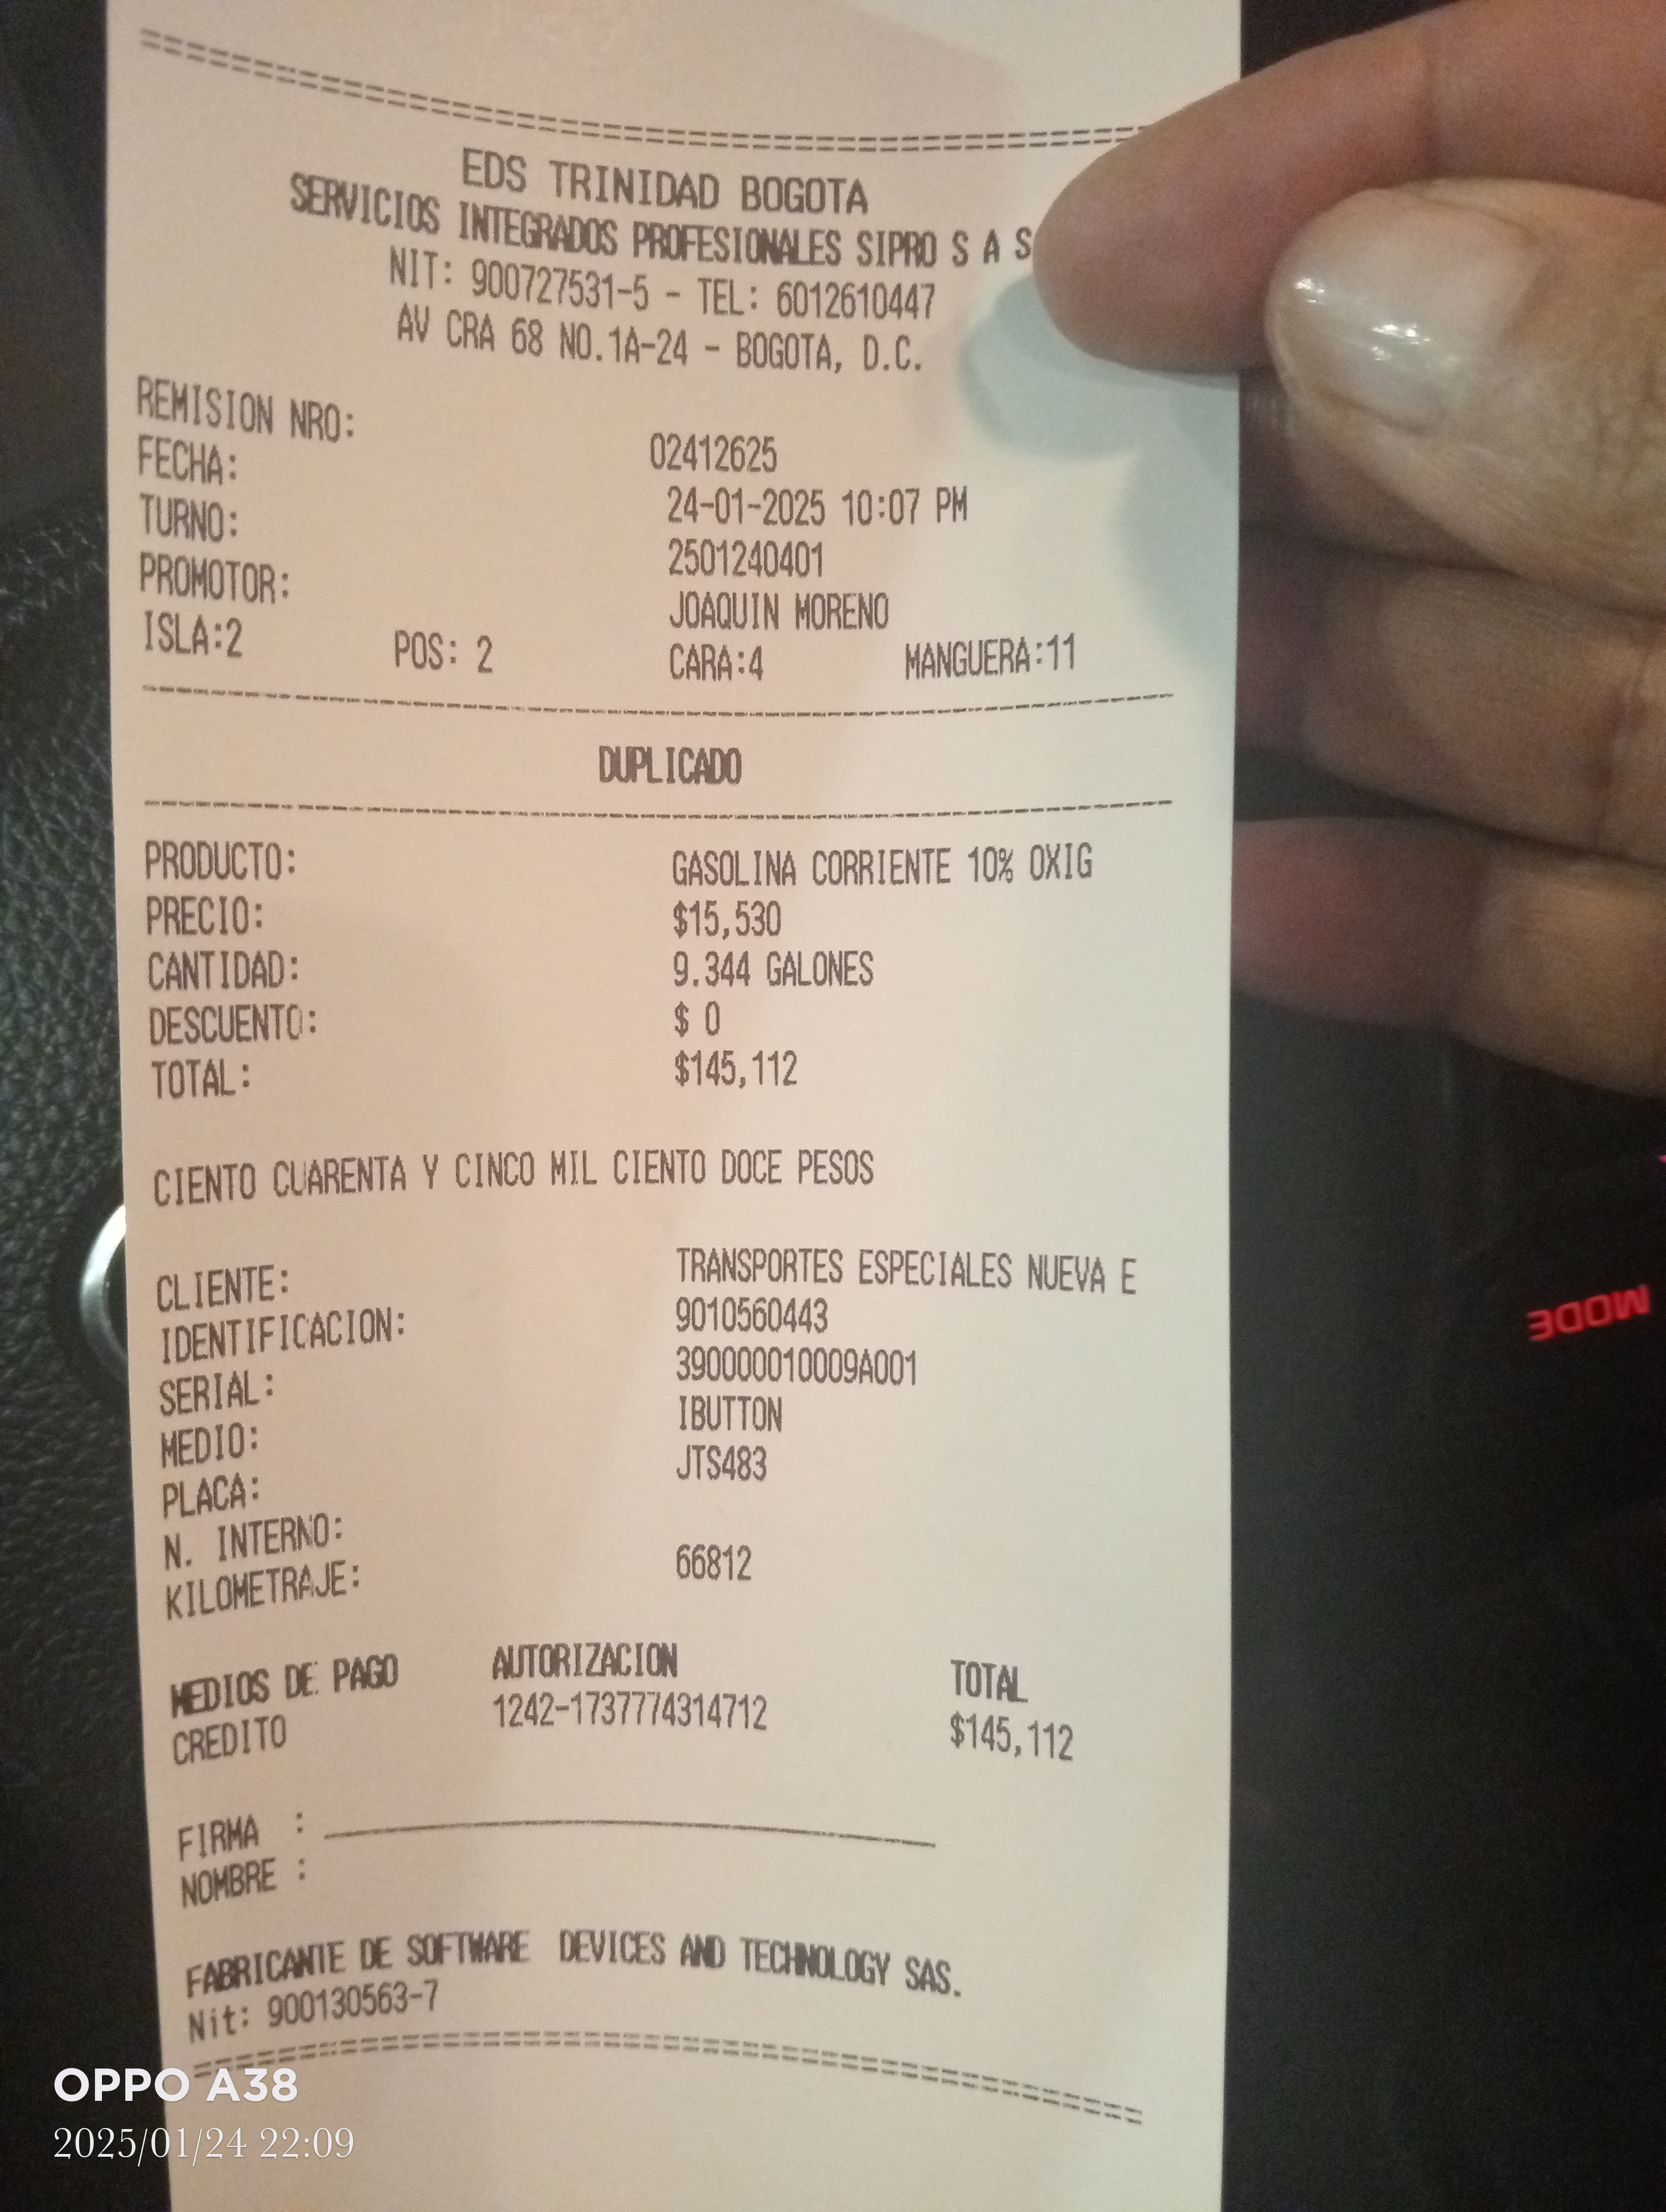 EDS TRINIDAD BOGOTA
SERVICIOS INTEGRADOS PROFESIONALES SIPRO S A S
NIT: 900727531-5 - TEL: 6012610447
AV CRA 68 NO.1A-24 - BOGOTA, D.C.
REMISION NRO: 02412625
FECHA: 24-01-2025 10:07 PM
TURNO: 2501240401
PROMOTOR: JOAQUIN MORENO
ISLA:2 POS: 2 CARA:4 MANGUERA:11
DUPLICADO
PRODUCTO: GASOLINA CORRIENTE 10% OXIG
PRECIO: $15,530
CANTIDAD: 9.344 GALONES
DESCUENTO: $ 0
TOTAL: $145,112
CIENTO CUARENTA Y CINCO MIL CIENTO DOCE PESOS
CLIENTE: TRANSPORTES ESPECIALES NUEVA E
IDENTIFICACION: 9010560443
SERIAL: 390000010009A001
MEDIO: IBUTTON
PLACA: JTS483
N. INTERNO:
KILOMETRAJE: 66812
MEDIOS DE PAGO AUTORIZACION TOTAL
CREDITO 1242-1737774314712 $145,112
FIRMA :
NOMBRE :
FABRICANTE DE SOFTWARE DEVICES AND TECHNOLOGY SAS.
Nit: 900130563-7
MODE
OPPO A38
2025/01/24 22:09